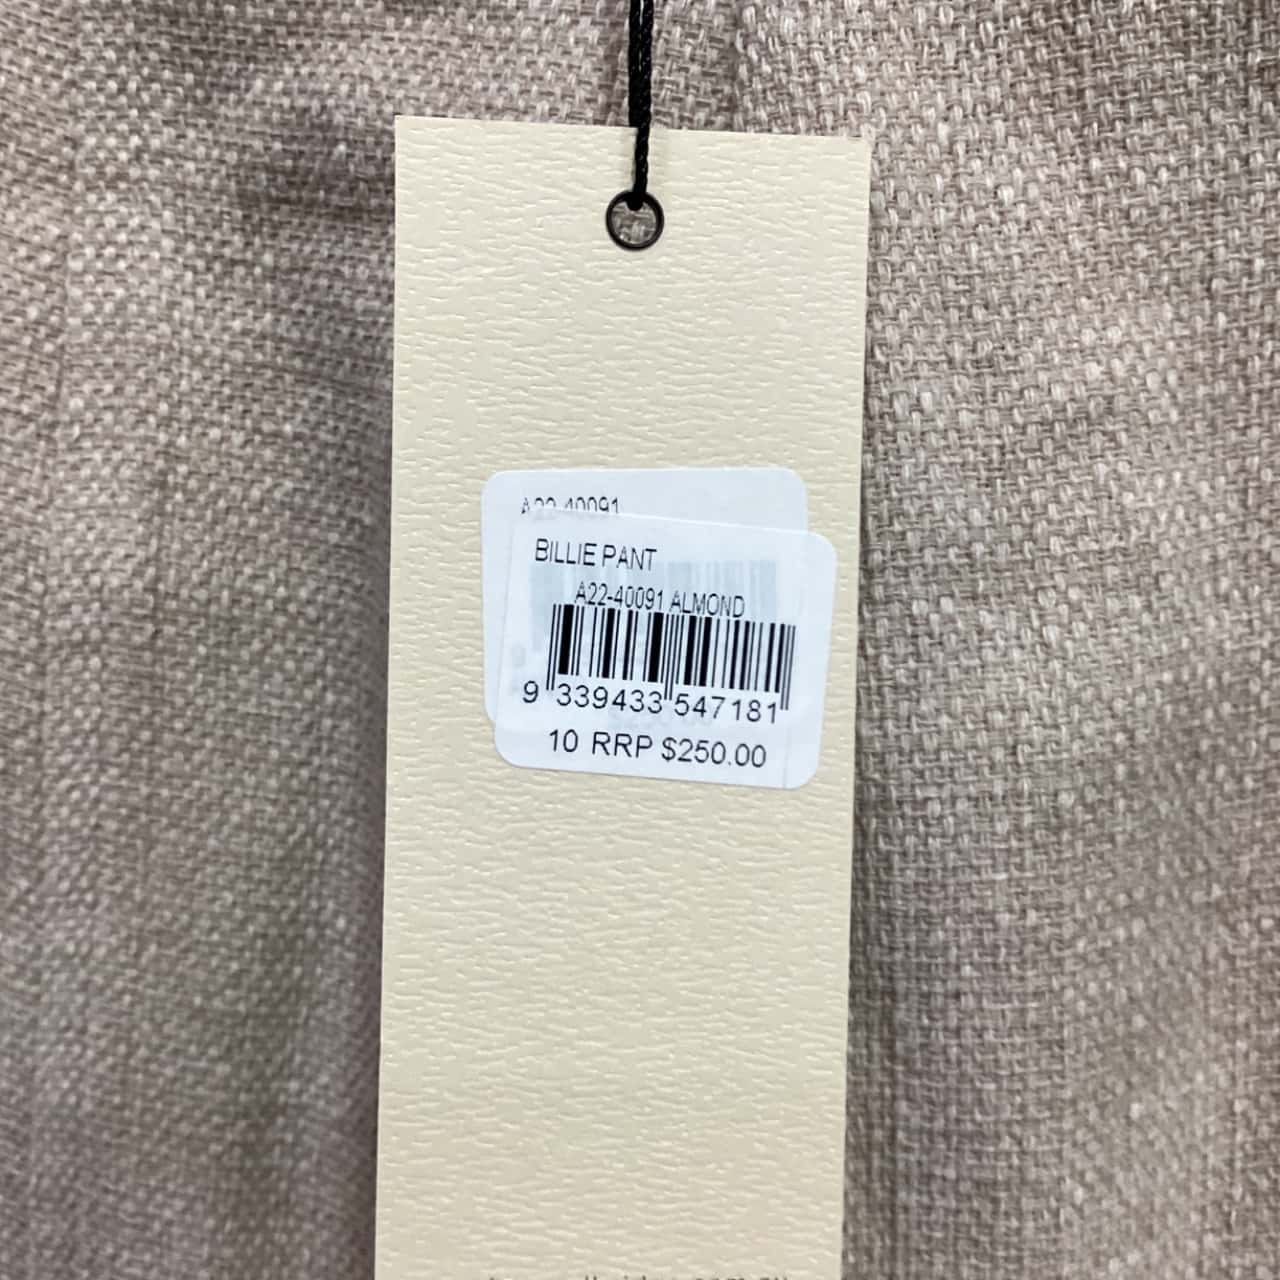 A22-40091
BILLIE PANT
A22-40091 ALMOND
9 339433 547181
10 RRP $250.00